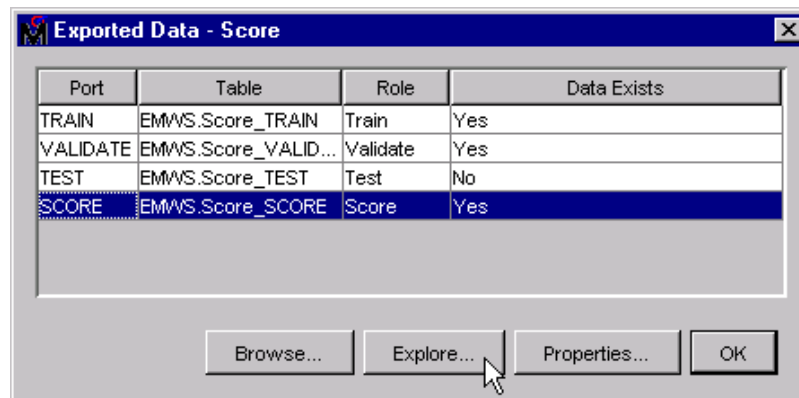 Exported Data - Score
Port Table Role Data Exists
TRAIN EMWS.Score_TRAIN Train Yes
VALIDATE EMWS.Score_VALID... Validate Yes
TEST EMWS.Score_TEST Test No
SCORE EMWS.Score_SCORE Score Yes
Browse... Explore... Properties... OK